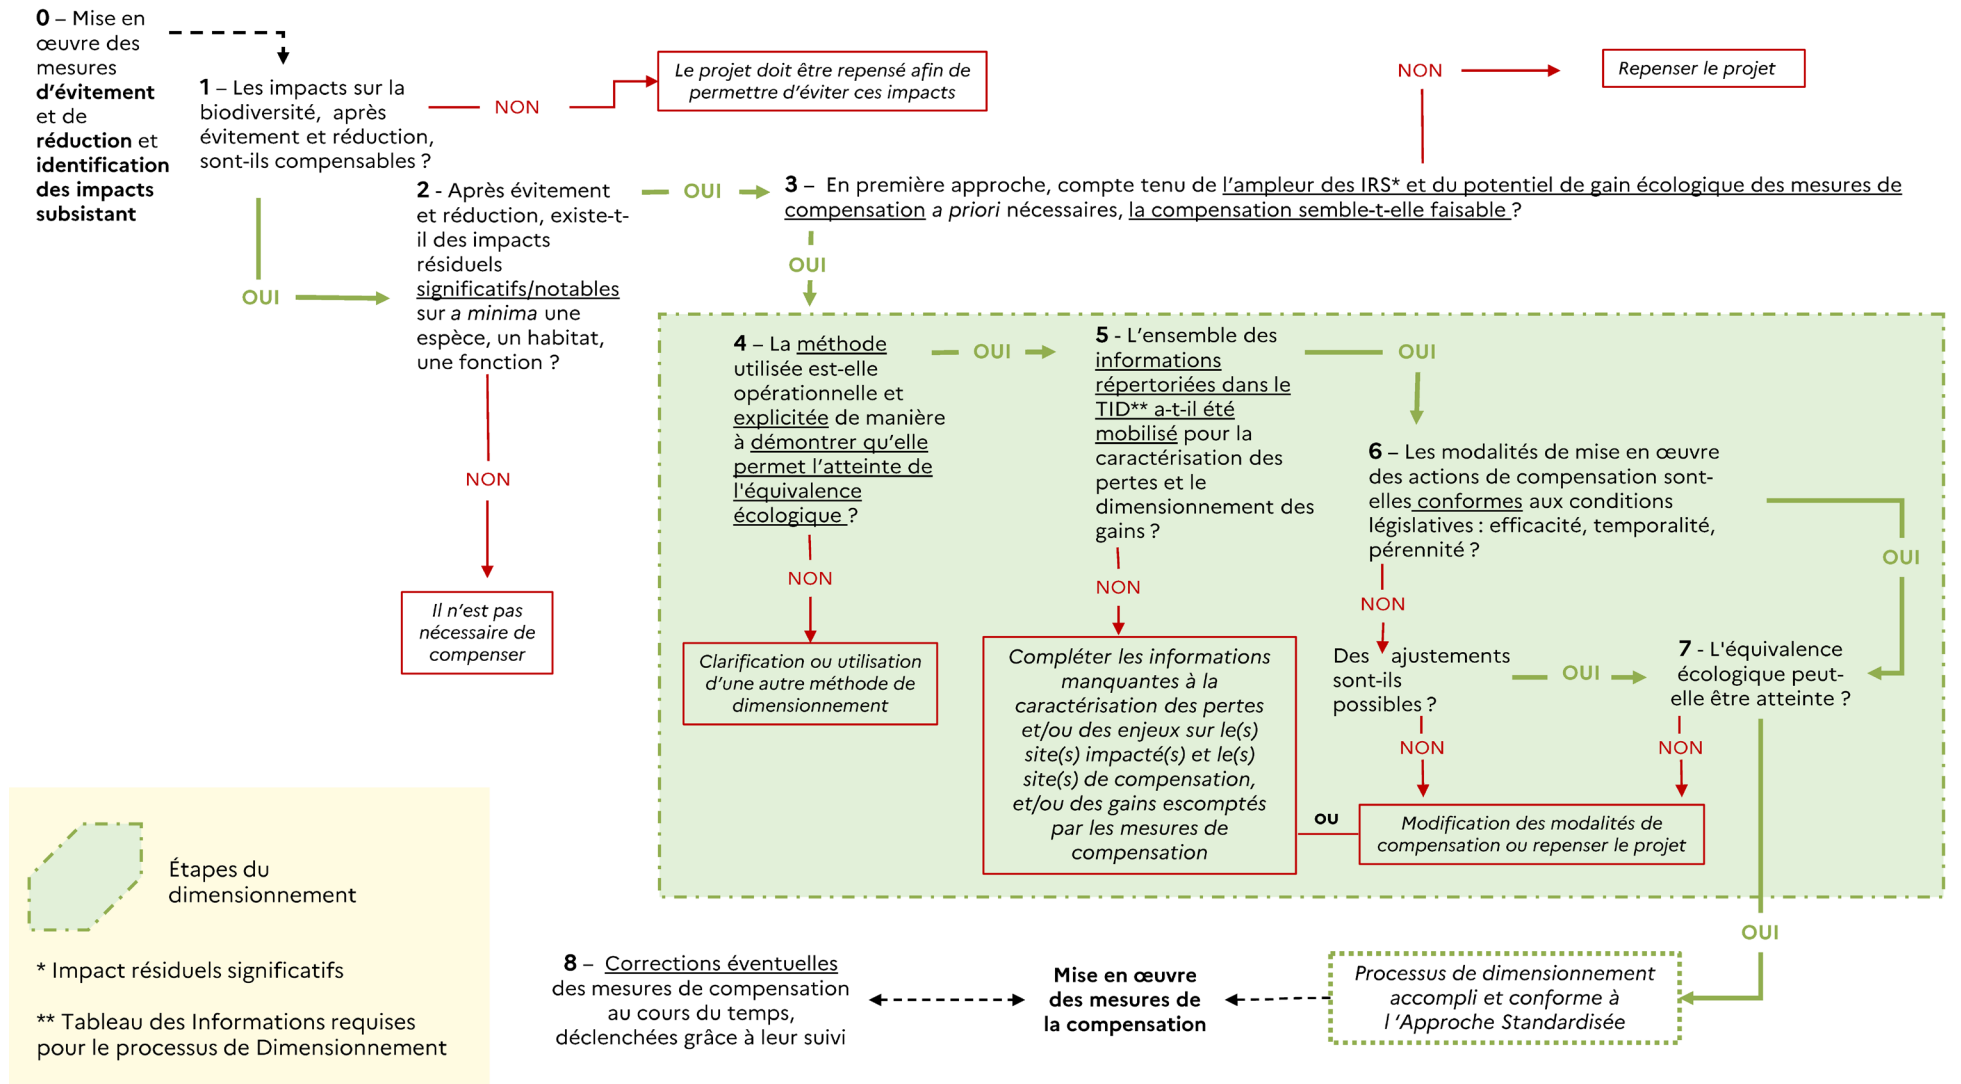 0 – Mise en
œuvre des
mesures
d’évitement
et de
réduction et
identification
des impacts
subsistant
1 – Les impacts sur la
biodiversité, après
évitement et réduction,
sont-ils compensables ?
NON
Le projet doit être repensé afin de
permettre d’éviter ces impacts
OUI
2 - Après évitement
et réduction, existe-t-
il des impacts
résiduels
significatifs/notables
sur a minima une
espèce, un habitat,
une fonction ?
NON
Il n’est pas
nécessaire de
compenser
OUI
3 – En première approche, compte tenu de l’ampleur des IRS* et du potentiel de gain écologique des mesures de
compensation a priori nécessaires, la compensation semble-t-elle faisable ?
NON
Repenser le projet
OUI
4 – La méthode
utilisée est-elle
opérationnelle et
explicitée de manière
à démontrer qu’elle
permet l’atteinte de
l'équivalence
écologique ?
NON
Clarification ou utilisation
d’une autre méthode de
dimensionnement
OUI
5 - L’ensemble des
informations
répertoriées dans le
TID** a-t-il été
mobilisé pour la
caractérisation des
pertes et le
dimensionnement des
gains ?
NON
Compléter les informations
manquantes à la
caractérisation des pertes
et/ou des enjeux sur le(s)
site(s) impacté(s) et le(s)
site(s) de compensation,
et/ou des gains escomptés
par les mesures de
compensation
OUI
6 – Les modalités de mise en œuvre
des actions de compensation sont-
elles conformes aux conditions
législatives : efficacité, temporalité,
pérennité ?
NON
OUI
Des ajustements
sont-ils
possibles ?
OUI
7 - L'équivalence
écologique peut-
elle être atteinte ?
NON
NON
ou
Modification des modalités de
compensation ou repenser le projet
OUI
Processus de dimensionnement
accompli et conforme à
l ‘Approche Standardisée
Mise en œuvre
des mesures de
la compensation
8 – Corrections éventuelles
des mesures de compensation
au cours du temps,
déclenchées grâce à leur suivi
Étapes du
dimensionnement
* Impact résiduels significatifs
** Tableau des Informations requises
pour le processus de Dimensionnement